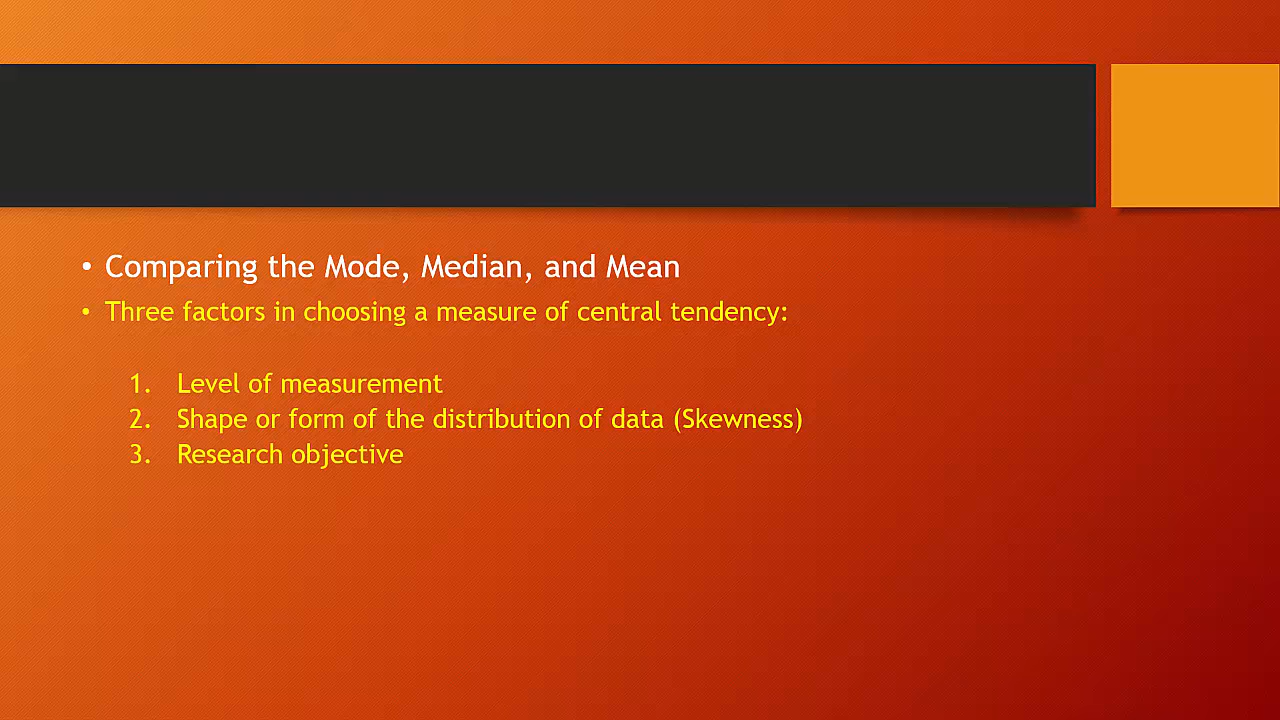 • Comparing the Mode, Median, and Mean
• Three factors in choosing a measure of central tendency:
1. Level of measurement
2. Shape or form of the distribution of data (Skewness)
3. Research objective